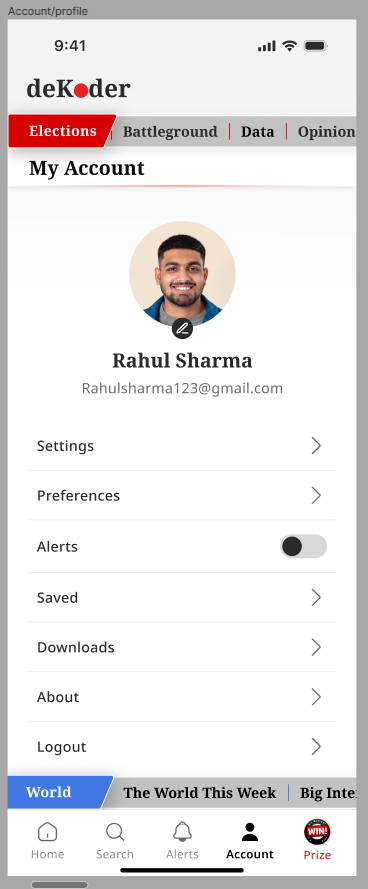 Account/profile
9:41
deKoder
Elections Battleground Data Opinion
My Account
Rahul Sharma
Rahulsharma123@gmail.com
Settings
Preferences
Alerts
Saved
Downloads
About
Logout
World The World This Week Big Inte
WIN!
Home Search Alerts Account Prize